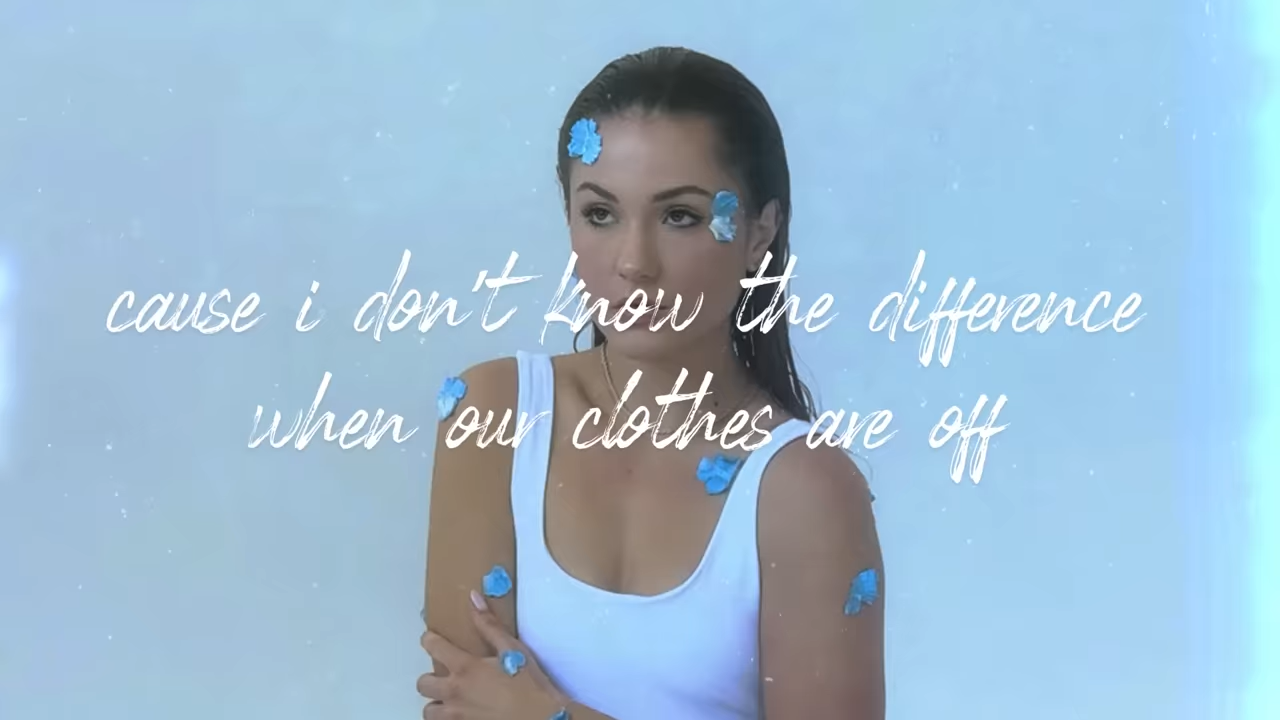 cause i don't know the difference
when our clothes are off